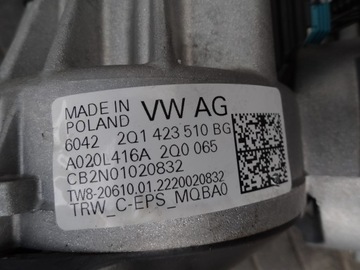 MADE IN POLAND VW AG
6042 2Q1 423 510 BG
A020L416A 2Q0 065
CB2N01020832
TW8-20610.01.2220020832
TRW_C-EPS_MQBA0